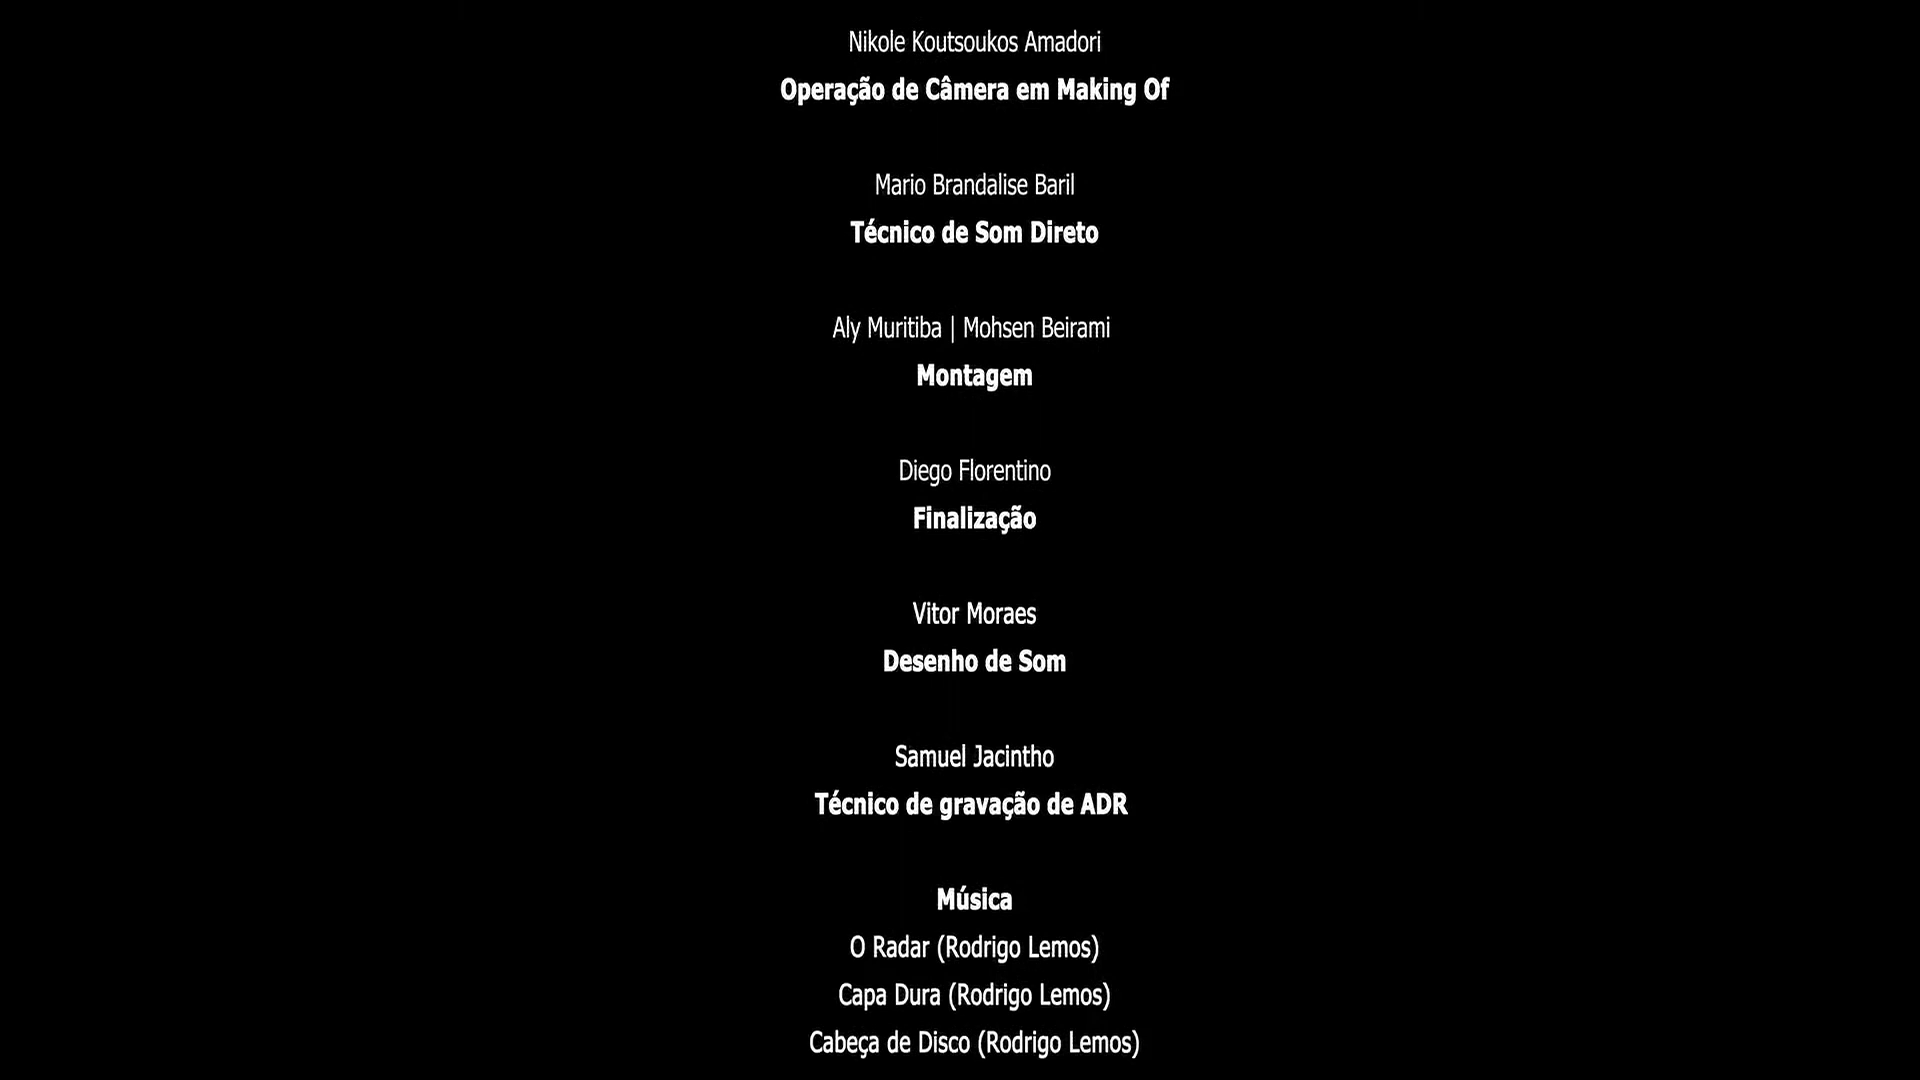 Nikole Koutsoukos Amadori
Operação de Câmera em Making Of
Mario Brandalise Baril
Técnico de Som Direto
Aly Muritiba | Mohsen Beirami
Montagem
Diego Florentino
Finalização
Vitor Moraes
Desenho de Som
Samuel Jacintho
Técnico de gravação de ADR
Música
O Radar (Rodrigo Lemos)
Capa Dura (Rodrigo Lemos)
Cabeça de Disco (Rodrigo Lemos)